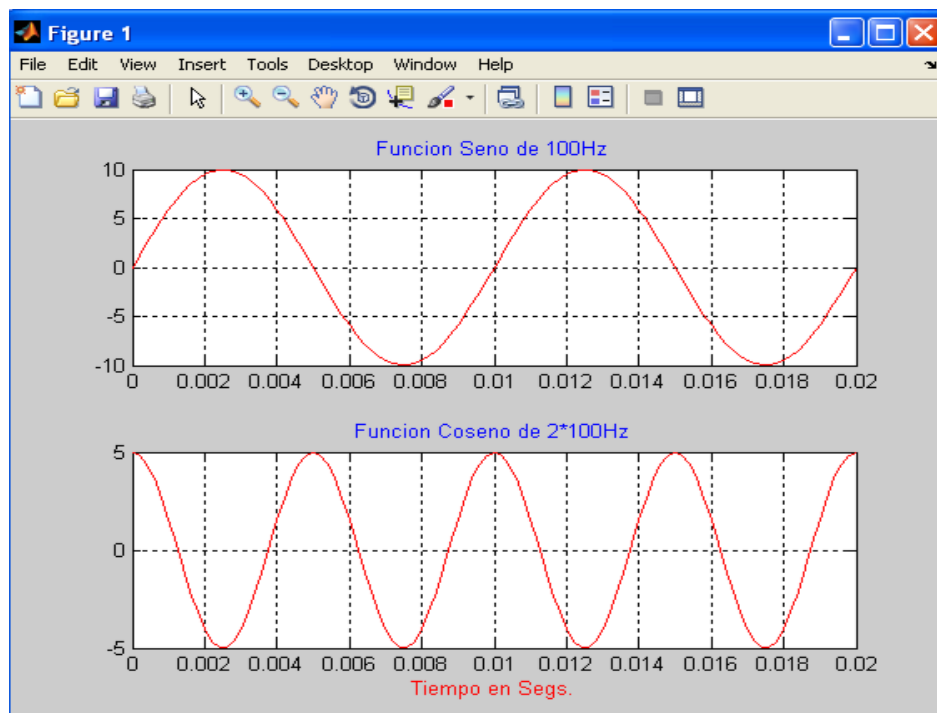 Figure 1
File Edit View Insert Tools Desktop Window Help
Funcion Seno de 100Hz
10
5
0
-5
-10
0 0.002 0.004 0.006 0.008 0.01 0.012 0.014 0.016 0.018 0.02
Funcion Coseno de 2*100Hz
5
0
-5
0 0.002 0.004 0.006 0.008 0.01 0.012 0.014 0.016 0.018 0.02
Tiempo en Segs.